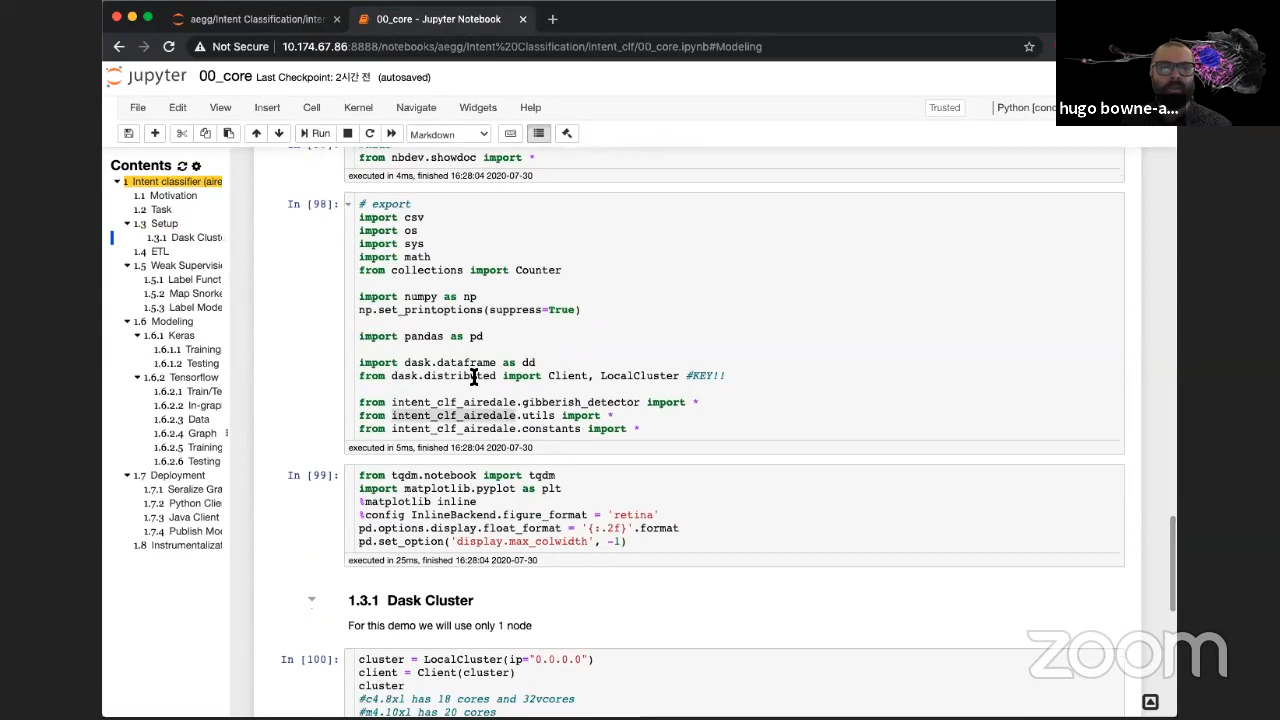 aegg/Intent Classification/inter
00_core - Jupyter Notebook
Not Secure
10.174.67.86:8888/notebooks/aegg/Intent%20Classification/intent_clf/00_core.ipynb#Modeling
hugo bowne-a...
jupyter 00_core Last Checkpoint: 2시간 전 (autosaved)
File Edit View Insert Cell Kernel Navigate Widgets Help
Trusted
Python [conc
Run
Markdown
Contents
1 Intent classifier (aire
1.1 Motivation
1.2 Task
1.3 Setup
1.3.1 Dask Cluste
1.4 ETL
1.5 Weak Supervisi
1.5.1 Label Funct
1.5.2 Map Snorke
1.5.3 Label Mode
1.6 Modeling
1.6.1 Keras
1.6.1.1 Training
1.6.1.2 Testing
1.6.2 Tensorflow
1.6.2.1 Train/Te
1.6.2.2 In-grap
1.6.2.3 Data
1.6.2.4 Graph
1.6.2.5 Training
1.6.2.6 Testing
1.7 Deployment
1.7.1 Seralize Gra
1.7.2 Python Clie
1.7.3 Java Client
1.7.4 Publish Mo
1.8 Instrumentaliza
from nbdev.showdoc import *
executed in 4ms, finished 16:28:04 2020-07-30
In [98]:
# export
import csv
import os
import sys
import math
from collections import Counter
import numpy as np
np.set_printoptions(suppress=True)
import pandas as pd
import dask.dataframe as dd
from dask.distributed import Client, LocalCluster #KEY!!
from intent_clf_airedale.gibberish_detector import *
from intent_clf_airedale.utils import *
from intent_clf_airedale.constants import *
executed in 5ms, finished 16:28:04 2020-07-30
In [99]:
from tqdm.notebook import tqdm
import matplotlib.pyplot as plt
%matplotlib inline
%config InlineBackend.figure_format = 'retina'
pd.options.display.float_format = '{:.2f}'.format
pd.set_option('display.max_colwidth', -1)
executed in 25ms, finished 16:28:04 2020-07-30
1.3.1 Dask Cluster
For this demo we will use only 1 node
In [100]:
cluster = LocalCluster(ip="0.0.0.0")
client = Client(cluster)
cluster
#c4.8xl has 18 cores and 32vcores
#m4.10xl has 20 cores
zoom